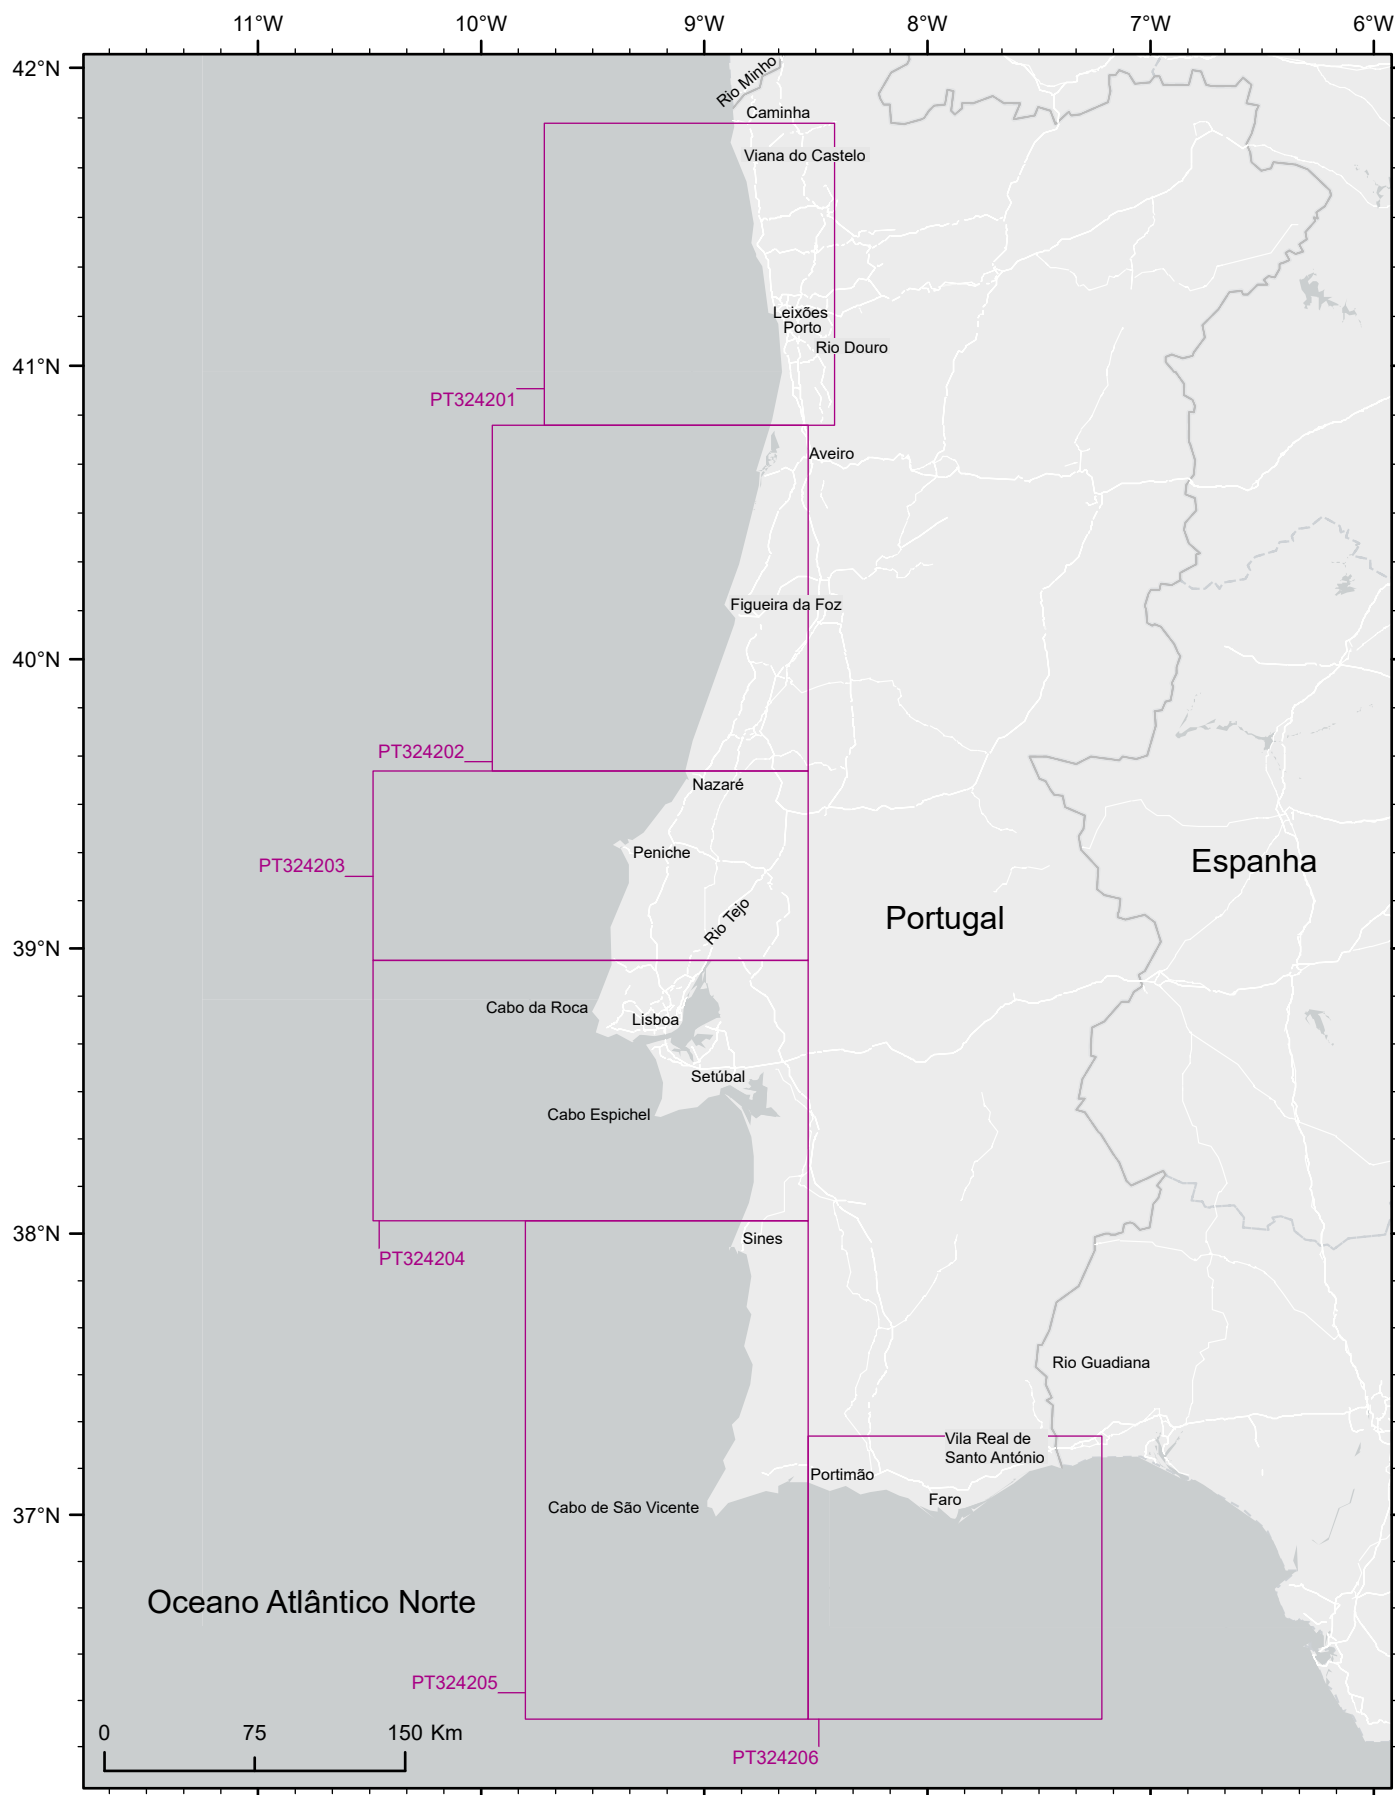 11°W
10°W
9°W
8°W
7°W
6°W
42°N
Rio Minho
Caminha
Viana do Castelo
Leixões
Porto
Rio Douro
41°N
PT324201
Aveiro
Figueira da Foz
40°N
PT324202
Nazaré
Peniche
PT324203
Espanha
Portugal
Rio Tejo
39°N
Cabo da Roca
Lisboa
Setúbal
Cabo Espichel
38°N
Sines
PT324204
Rio Guadiana
Vila Real de
Santo António
Portimão
Faro
Cabo de São Vicente
37°N
Oceano Atlântico Norte
PT324205
0
75
150 Km
PT324206